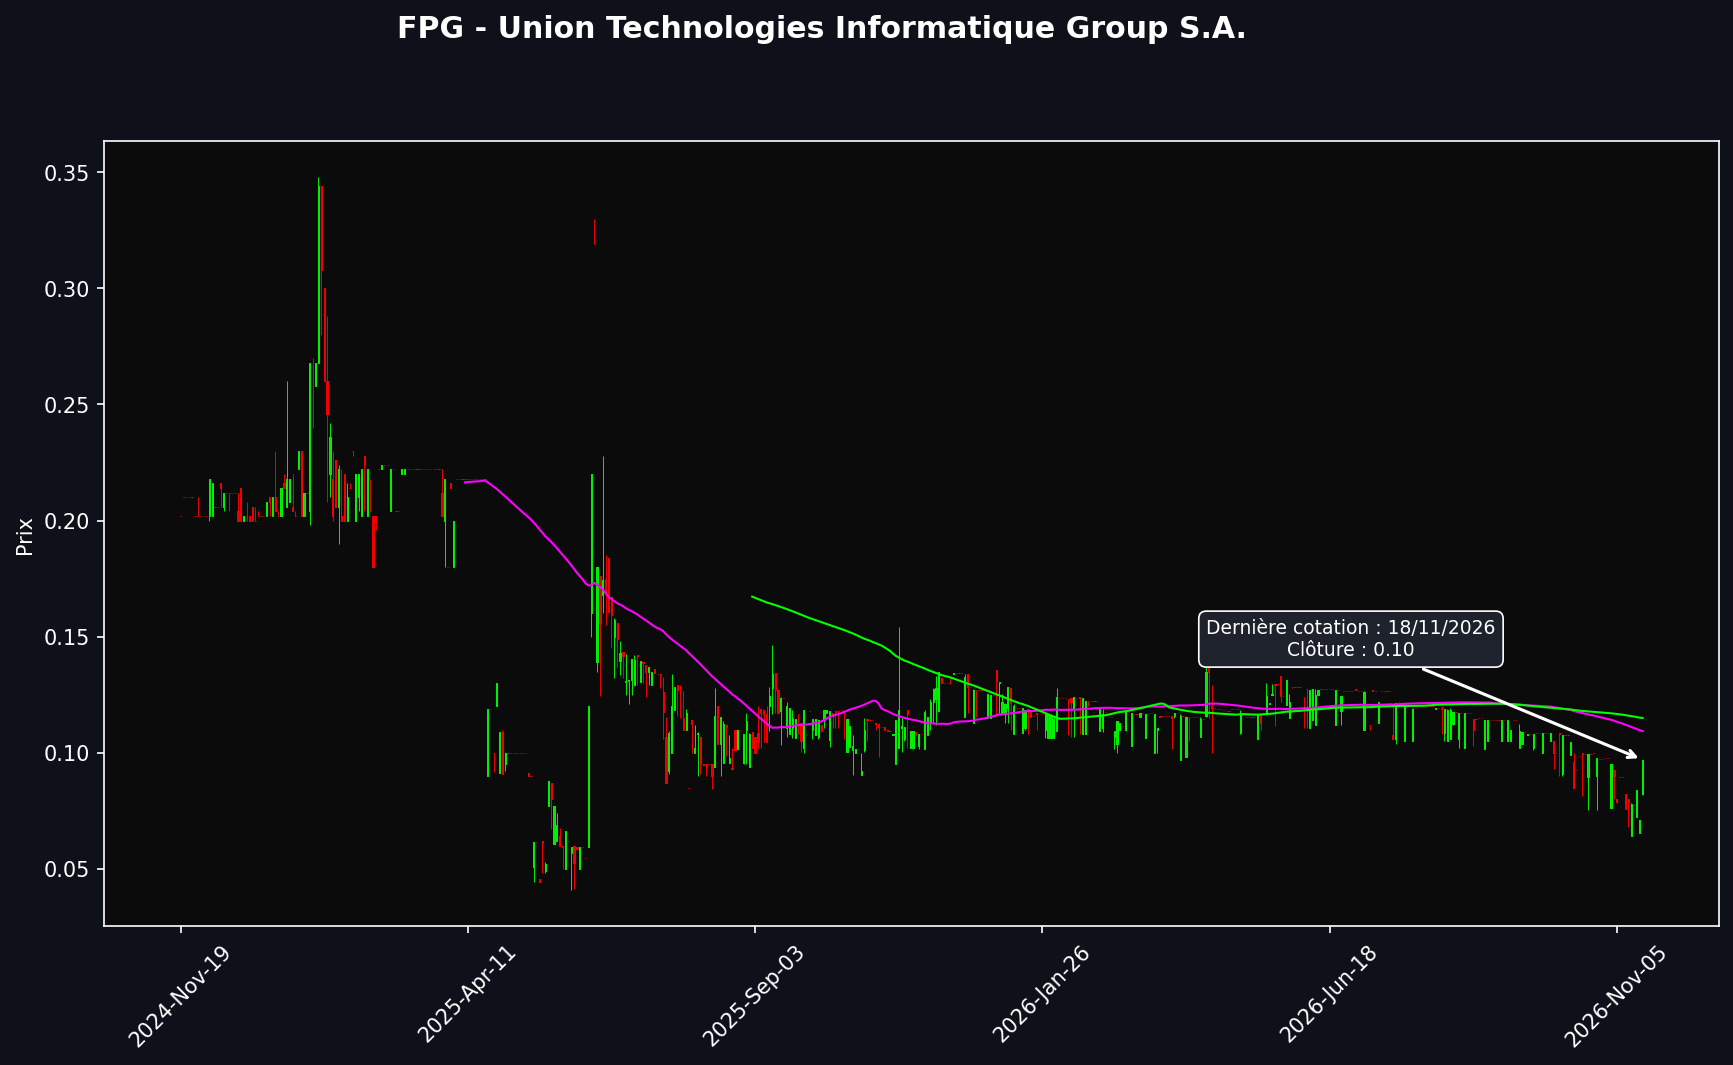 FPG - Union Technologies Informatique Group S.A.
Prix
0.35
0.30
0.25
0.20
0.15
0.10
0.05
Dernière cotation : 18/11/2026
Clôture : 0.10
2024-Nov-19
2025-Apr-11
2025-Sep-03
2026-Jan-26
2026-Jun-18
2026-Nov-05